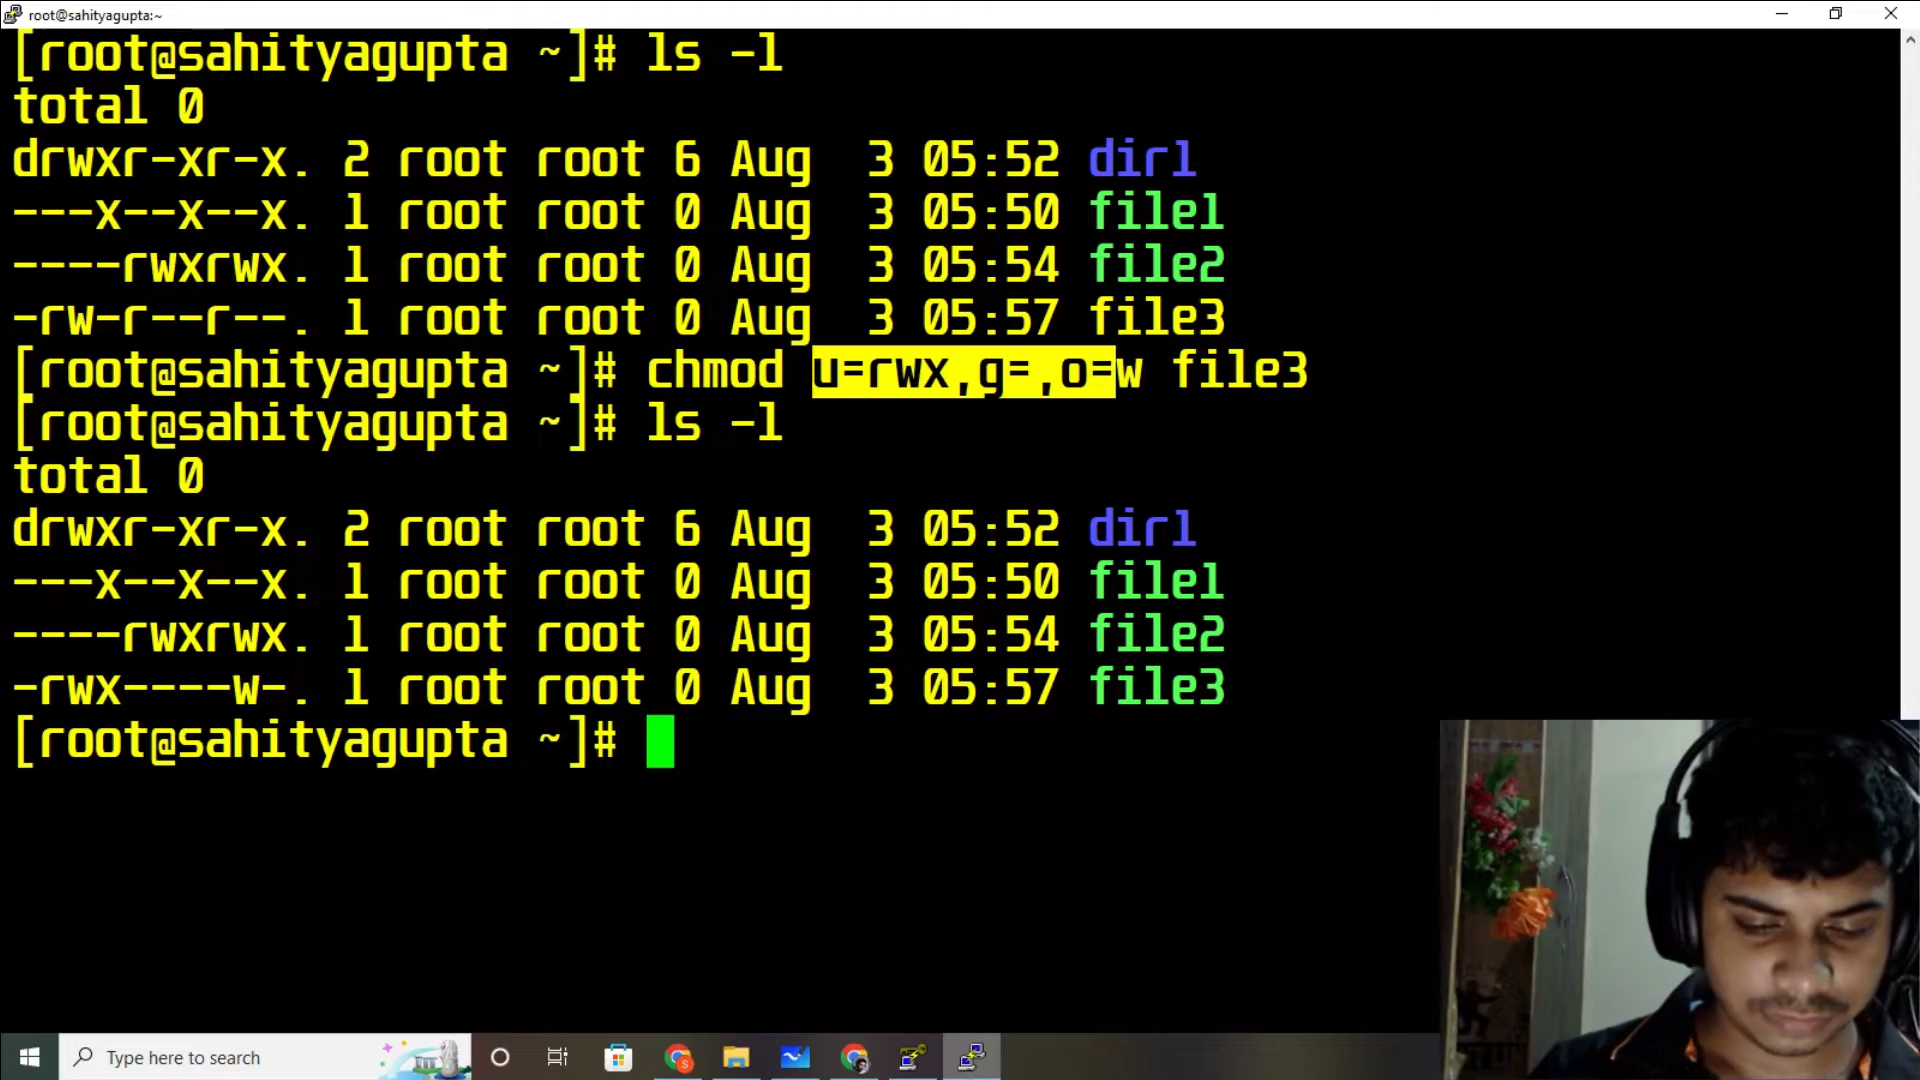 root@sahityagupta:~
[root@sahityagupta ~]# ls -l
total 0
drwxr-xr-x. 2 root root 6 Aug  3 05:52 dir1
---x--x--x. 1 root root 0 Aug  3 05:50 file1
----rwxrwx. 1 root root 0 Aug  3 05:54 file2
-rw-r--r--. 1 root root 0 Aug  3 05:57 file3
[root@sahityagupta ~]# chmod u=rwx,g=,o=w file3
[root@sahityagupta ~]# ls -l
total 0
drwxr-xr-x. 2 root root 6 Aug  3 05:52 dir1
---x--x--x. 1 root root 0 Aug  3 05:50 file1
----rwxrwx. 1 root root 0 Aug  3 05:54 file2
-rwx----w-. 1 root root 0 Aug  3 05:57 file3
[root@sahityagupta ~]#
Type here to search